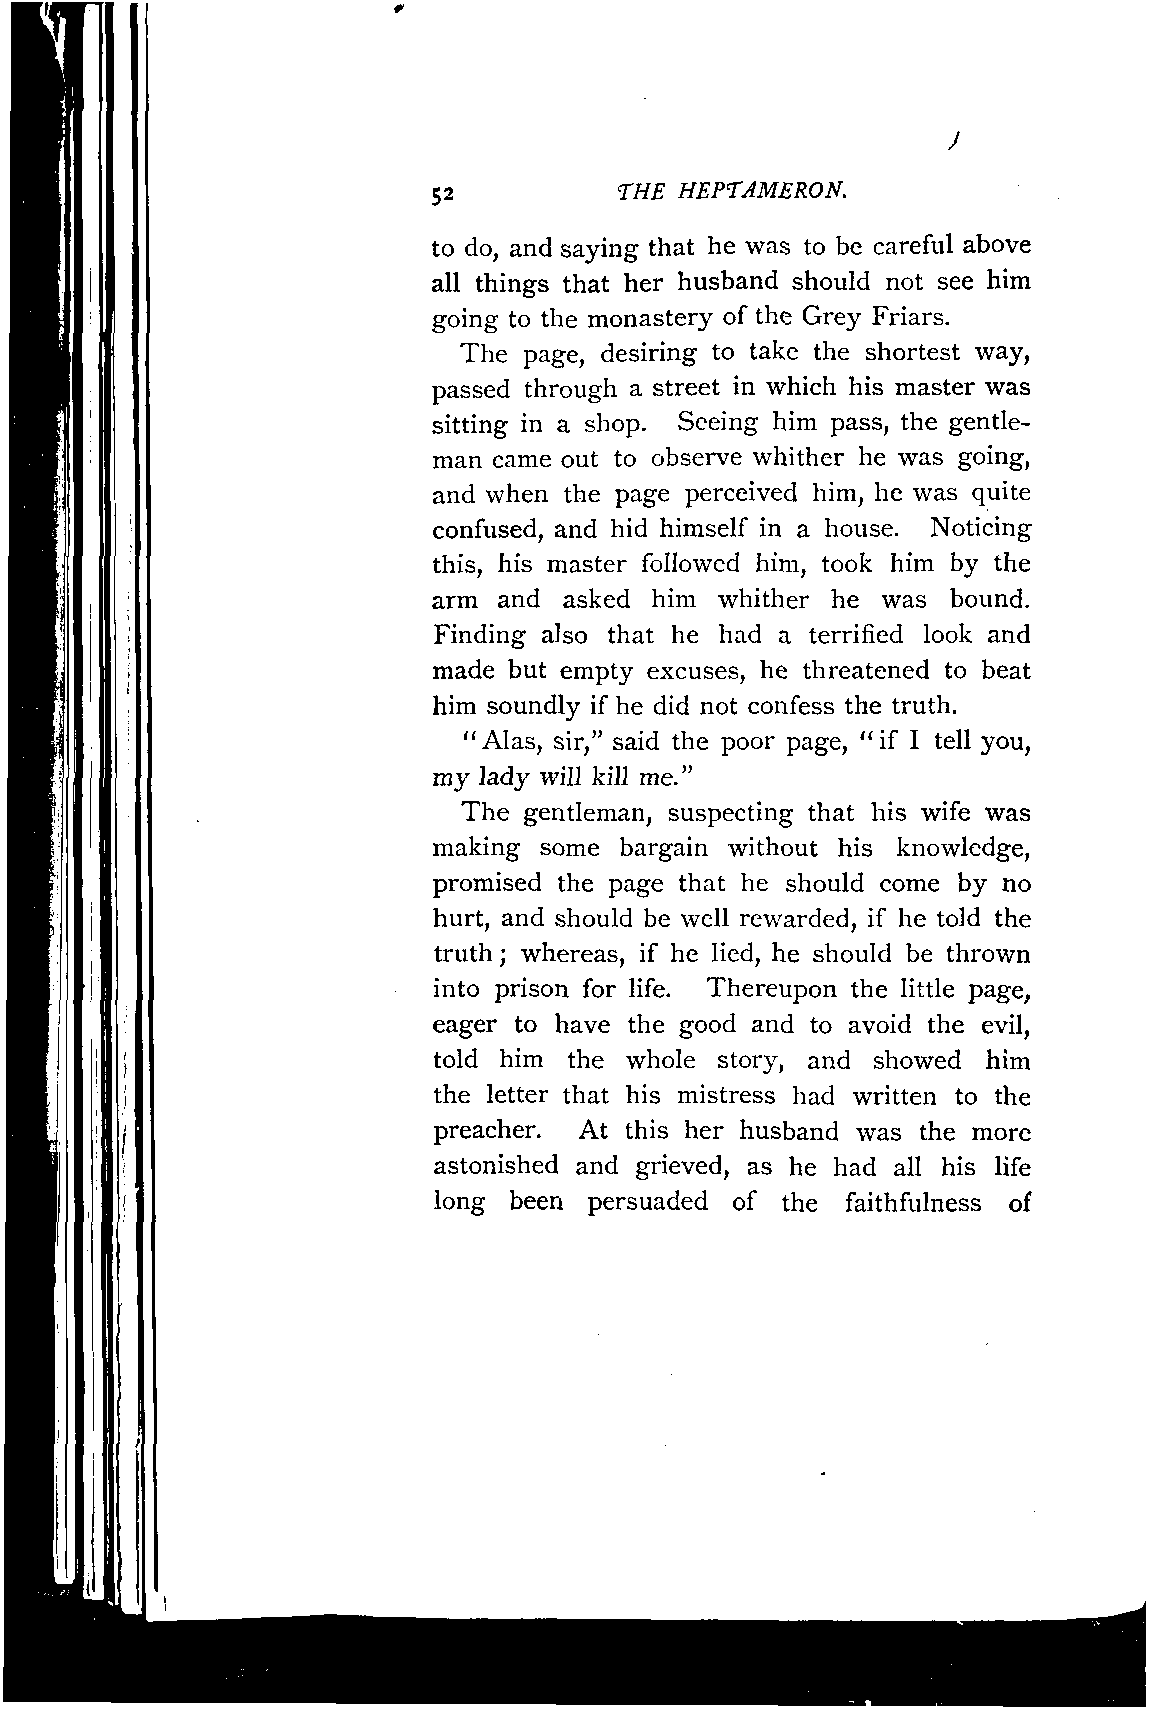 52 THE HEPTAMERON.
to do, and saying that he was to be careful above
all things that her husband should not see him
going to the monastery of the Grey Friars.
The page, desiring to take the shortest way,
passed through a street in which his master was
sitting in a shop. Seeing him pass, the gentle-
man came out to observe whither he was going,
and when the page perceived him, he was quite
confused, and hid himself in a house. Noticing
this, his master followed him, took him by the
arm and asked him whither he was bound.
Finding also that he had a terrified look and
made but empty excuses, he threatened to beat
him soundly if he did not confess the truth.
"Alas, sir," said the poor page, "if I tell you,
my lady will kill me."
The gentleman, suspecting that his wife was
making some bargain without his knowledge,
promised the page that he should come by no
hurt, and should be well rewarded, if he told the
truth; whereas, if he lied, he should be thrown
into prison for life. Thereupon the little page,
eager to have the good and to avoid the evil,
told him the whole story, and showed him
the letter that his mistress had written to the
preacher. At this her husband was the more
astonished and grieved, as he had all his life
long been persuaded of the faithfulness of